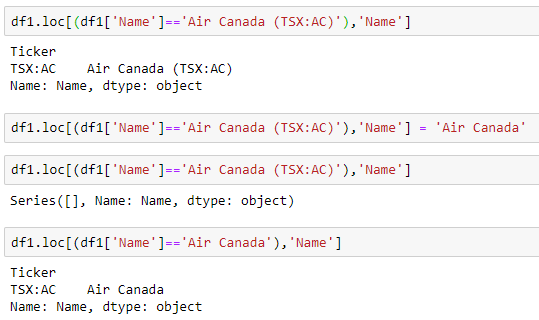 df1.loc[(df1['Name']=='Air Canada (TSX:AC)'),'Name']
Ticker
TSX:AC    Air Canada (TSX:AC)
Name: Name, dtype: object
df1.loc[(df1['Name']=='Air Canada (TSX:AC)'),'Name'] = 'Air Canada'
df1.loc[(df1['Name']=='Air Canada (TSX:AC)'),'Name']
Series([], Name: Name, dtype: object)
df1.loc[(df1['Name']=='Air Canada'),'Name']
Ticker
TSX:AC    Air Canada
Name: Name, dtype: object